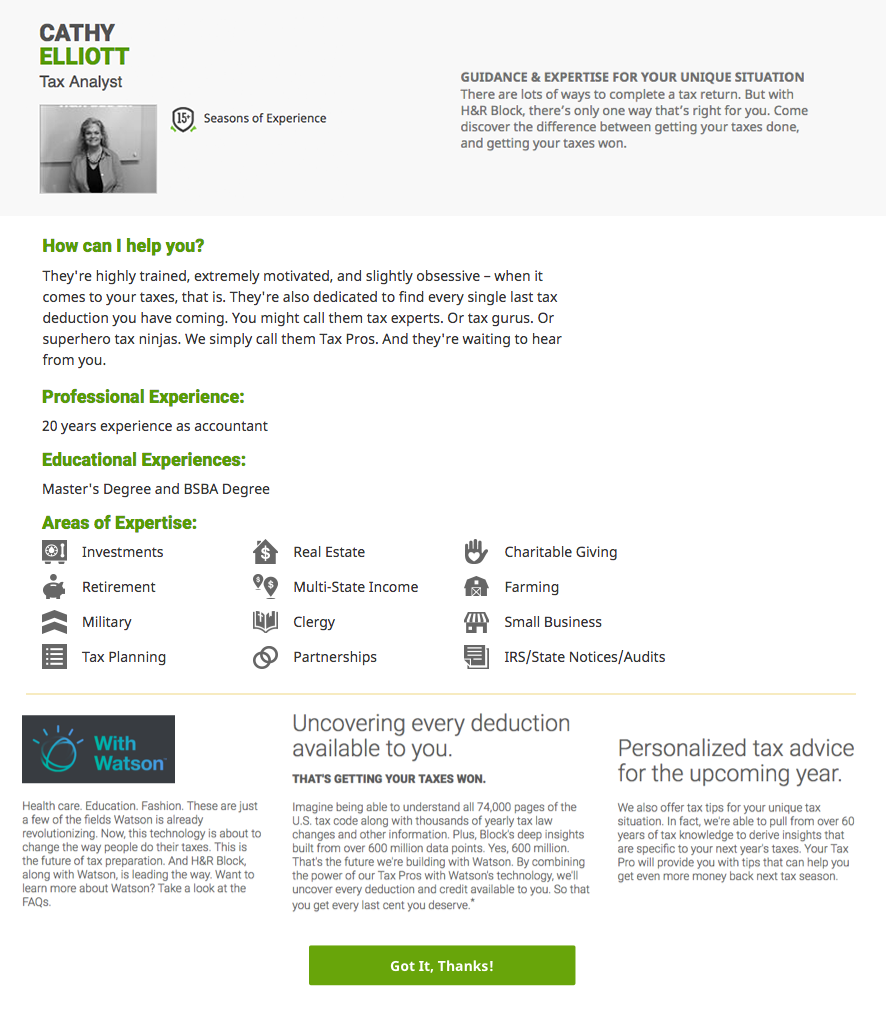 CATHY
ELLIOTT
Tax Analyst
15+
Seasons of Experience
GUIDANCE & EXPERTISE FOR YOUR UNIQUE SITUATION
There are lots of ways to complete a tax return. But with
H&R Block, there's only one way that's right for you. Come
discover the difference between getting your taxes done,
and getting your taxes won.
How can I help you?
They're highly trained, extremely motivated, and slightly obsessive – when it
comes to your taxes, that is. They're also dedicated to find every single last tax
deduction you have coming. You might call them tax experts. Or tax gurus. Or
superhero tax ninjas. We simply call them Tax Pros. And they're waiting to hear
from you.
Professional Experience:
20 years experience as accountant
Educational Experiences:
Master's Degree and BSBA Degree
Areas of Expertise:
Investments
Real Estate
Charitable Giving
Retirement
Multi-State Income
Farming
Military
Clergy
Small Business
Tax Planning
Partnerships
IRS/State Notices/Audits
With
Watson
Health care. Education. Fashion. These are just
a few of the fields Watson is already
revolutionizing. Now, this technology is about to
change the way people do their taxes. This is
the future of tax preparation. And H&R Block,
along with Watson, is leading the way. Want to
learn more about Watson? Take a look at the
FAQs.
Uncovering every deduction
available to you.
THAT'S GETTING YOUR TAXES WON.
Imagine being able to understand all 74,000 pages of the
U.S. tax code along with thousands of yearly tax law
changes and other information. Plus, Block's deep insights
built from over 600 million data points. Yes, 600 million.
That's the future we're building with Watson. By combining
the power of our Tax Pros with Watson's technology, we'll
uncover every deduction and credit available to you. So that
you get every last cent you deserve.*
Personalized tax advice
for the upcoming year.
We also offer tax tips for your unique tax
situation. In fact, we're able to pull from over 60
years of tax knowledge to derive insights that
are specific to your next year's taxes. Your Tax
Pro will provide you with tips that can help you
get even more money back next tax season.
Got It, Thanks!